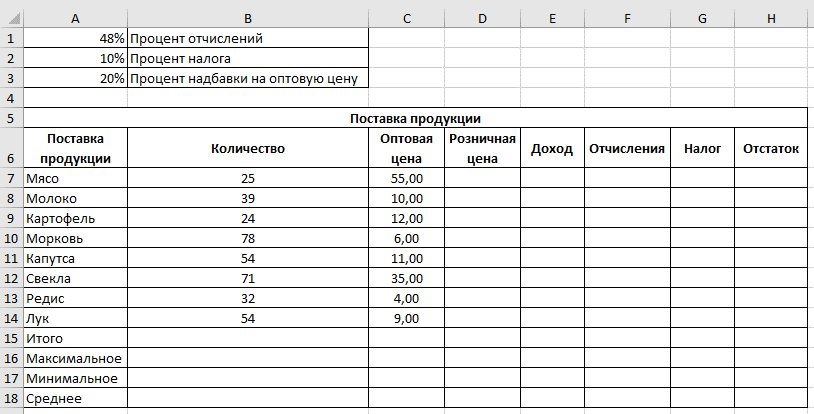 A B C D E F G H
1 48% Процент отчислений
2 10% Процент налога
3 20% Процент надбавки на оптовую цену
4
5 Поставка продукции
6 Поставка продукции Количество Оптовая цена Розничная цена Доход Отчисления Налог Отстаток
7 Мясо 25 55,00
8 Молоко 39 10,00
9 Картофель 24 12,00
10 Морковь 78 6,00
11 Капутса 54 11,00
12 Свекла 71 35,00
13 Редис 32 4,00
14 Лук 54 9,00
15 Итого
16 Максимальное
17 Минимальное
18 Среднее